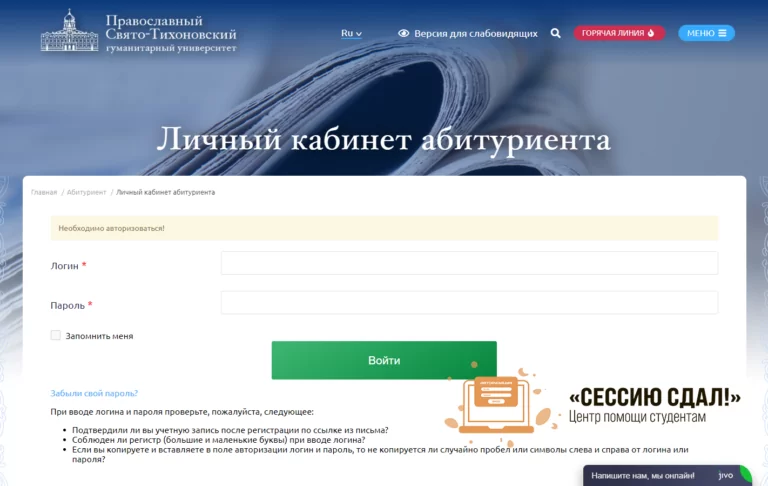 Православный
Свято-Тихоновский
гуманитарный университет
Ru
Версия для слабовидящих
ГОРЯЧАЯ ЛИНИЯ
МЕНЮ
Личный кабинет абитуриента
Главная / Абитуриент / Личный кабинет абитуриента
Необходимо авторизоваться!
Логин *
Пароль *
Запомнить меня
Войти
Забыли свой пароль?
При вводе логина и пароля проверьте, пожалуйста, следующее:
Подтвердили ли вы учетную запись после регистрации по ссылке из письма?
Соблюден ли регистр (большие и маленькие буквы) при вводе логина?
Если вы копируете и вставляете в поле авторизации логин и пароль, то не копируется ли случайно пробел или символы слева и справа от логина или
пароля?
АВТОРИЗАЦИЯ
«СЕССИЮ СДАЛ!»
Центр помощи студентам
Напишите нам, мы онлайн!
jivo